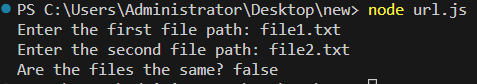 PS C:\Users\Administrator\Desktop\new> node url.js
Enter the first file path: file1.txt
Enter the second file path: file2.txt
Are the files the same? false